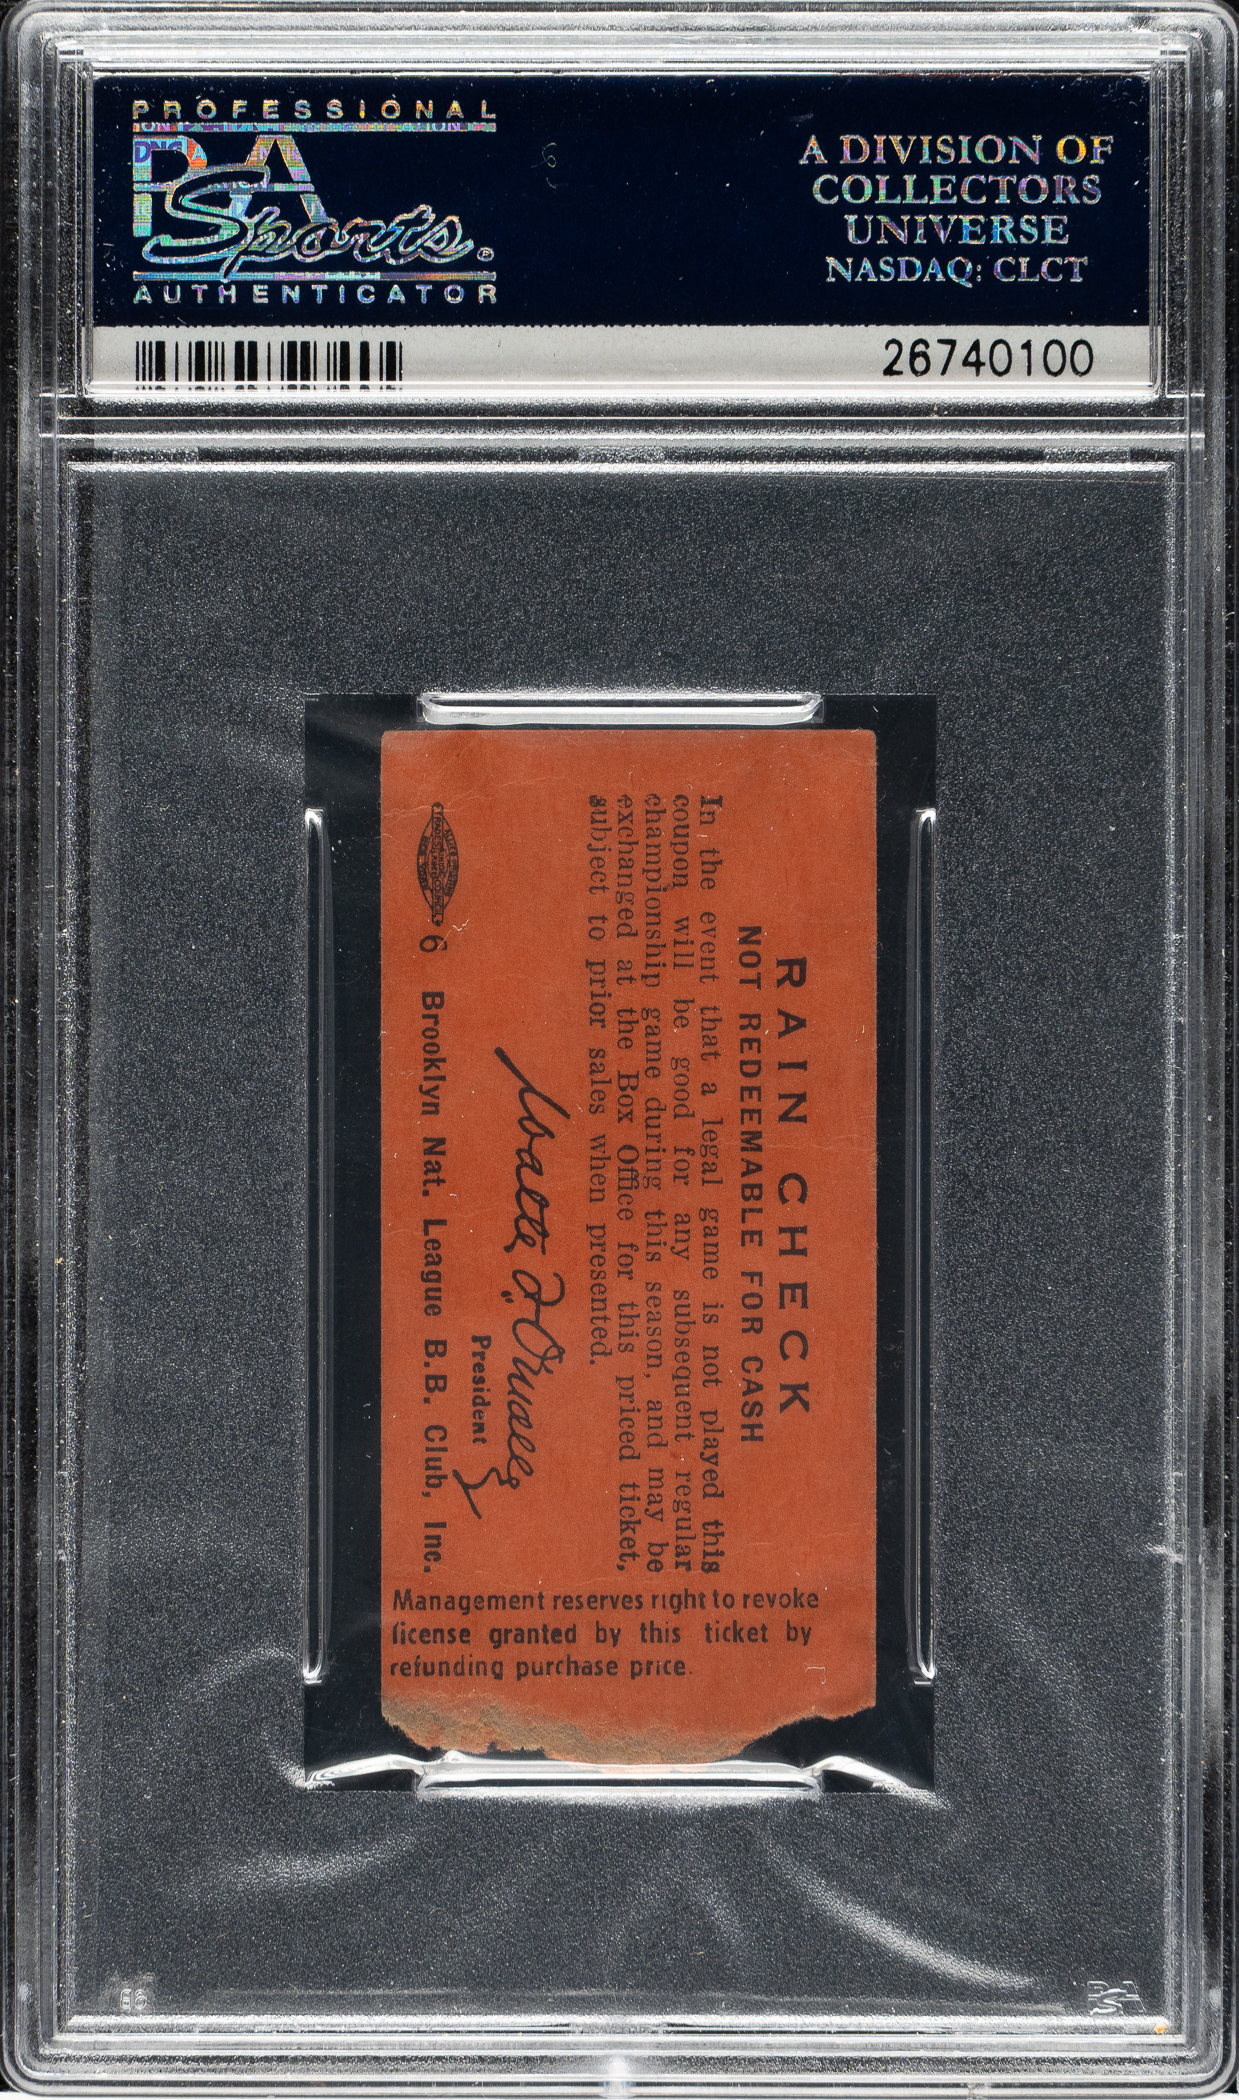 PROFESSIONAL
PSA
Sports
AUTHENTICATOR
A DIVISION OF
COLLECTORS
UNIVERSE
NASDAQ: CLCT
26740100
RAIN CHECK
NOT REDEEMABLE FOR CASH
In the event that a legal game is not played this
coupon will be good for any subsequent regular
championship game during this season, and may be
exchanged at the Box Office for this priced ticket,
subject to prior sales when presented.
Walter F. O'Malley
President
6 Brooklyn Nat. League B.B. Club, Inc.
Management reserves right to revoke
license granted by this ticket by
refunding purchase price.
PSA